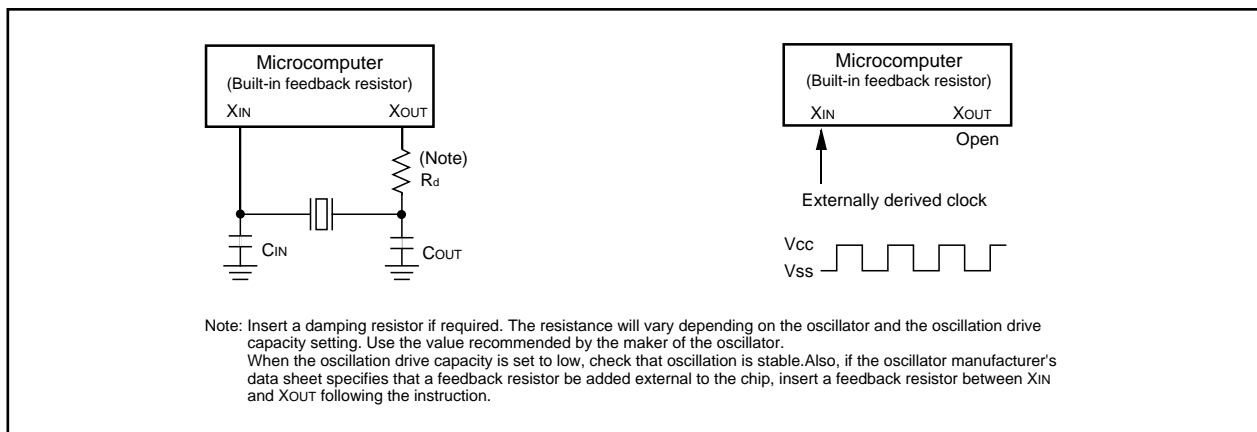 Microcomputer
(Built-in feedback resistor)
XIN XOUT
(Note)
Rd
CIN
COUT
Microcomputer
(Built-in feedback resistor)
XIN XOUT
Open
Externally derived clock
Vcc
Vss
Note: Insert a damping resistor if required. The resistance will vary depending on the oscillator and the oscillation drive
capacity setting. Use the value recommended by the maker of the oscillator.
When the oscillation drive capacity is set to low, check that oscillation is stable.Also, if the oscillator manufacturer's
data sheet specifies that a feedback resistor be added external to the chip, insert a feedback resistor between XIN
and XOUT following the instruction.